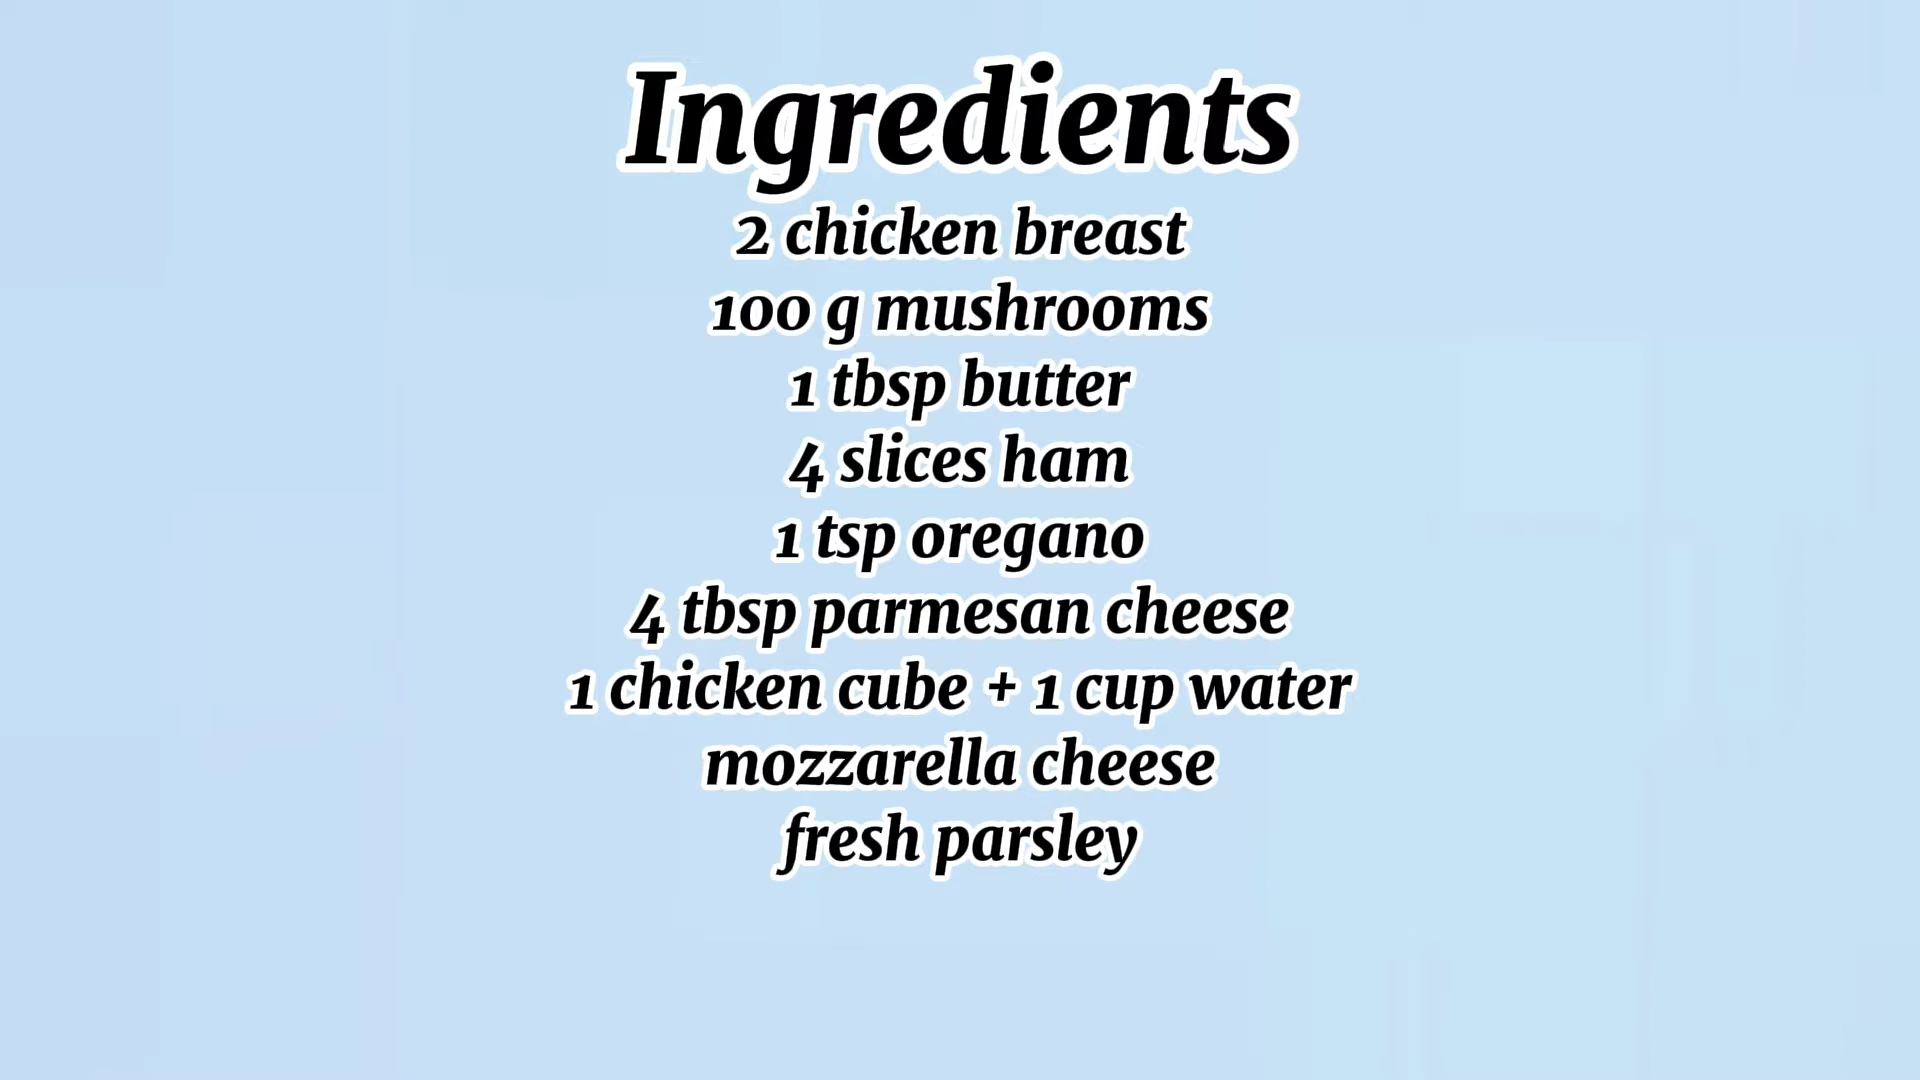 Ingredients
2 chicken breast
100 g mushrooms
1 tbsp butter
4 slices ham
1 tsp oregano
4 tbsp parmesan cheese
1 chicken cube + 1 cup water
mozzarella cheese
fresh parsley